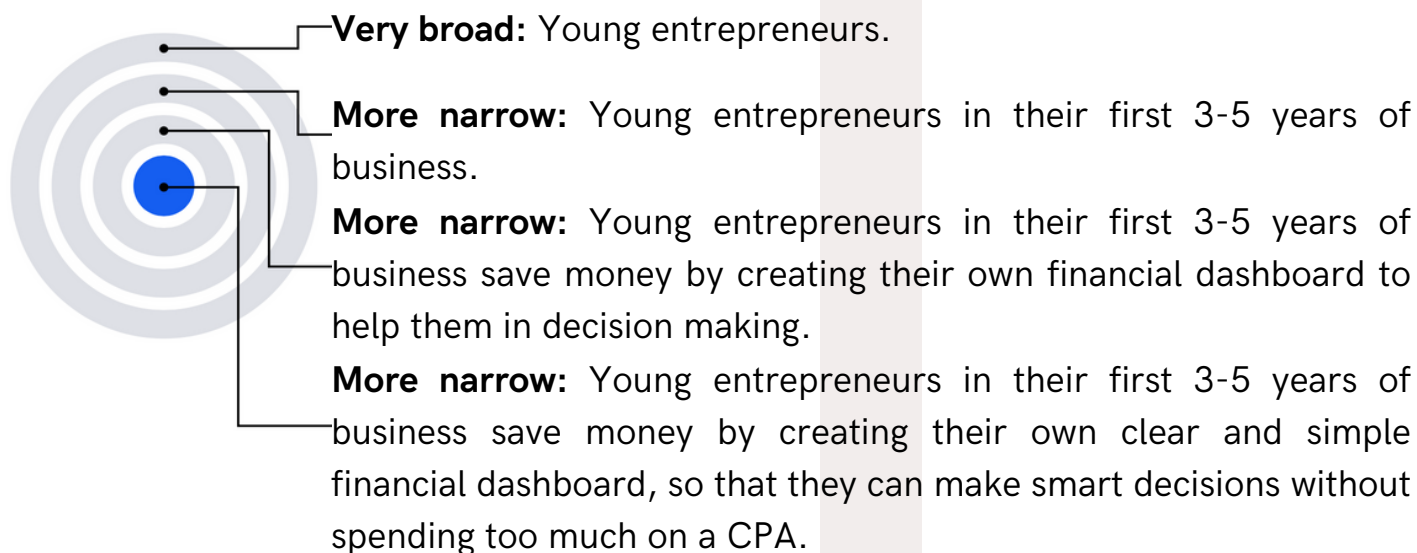 Very broad: Young entrepreneurs.
More narrow: Young entrepreneurs in their first 3-5 years of
business.
More narrow: Young entrepreneurs in their first 3-5 years of
business save money by creating their own financial dashboard to
help them in decision making.
More narrow: Young entrepreneurs in their first 3-5 years of
business save money by creating their own clear and simple
financial dashboard, so that they can make smart decisions without
spending too much on a CPA.